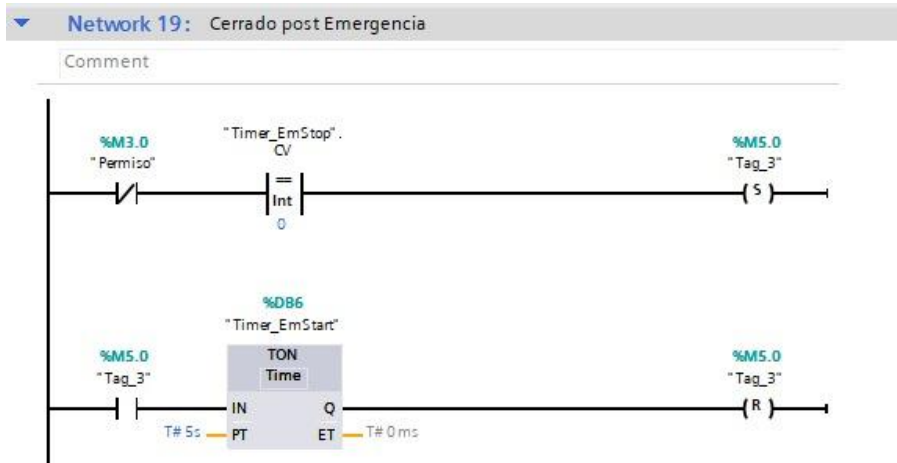 Network 19: Cerrado post Emergencia
Comment
%M3.0
"Permiso"
"Timer_EmStop".
CV
==
Int
0
%M5.0
"Tag_3"
S
%DB6
"Timer_EmStart"
%M5.0
"Tag_3"
TON
Time
IN
Q
T#5s
PT
ET
T#0ms
%M5.0
"Tag_3"
R